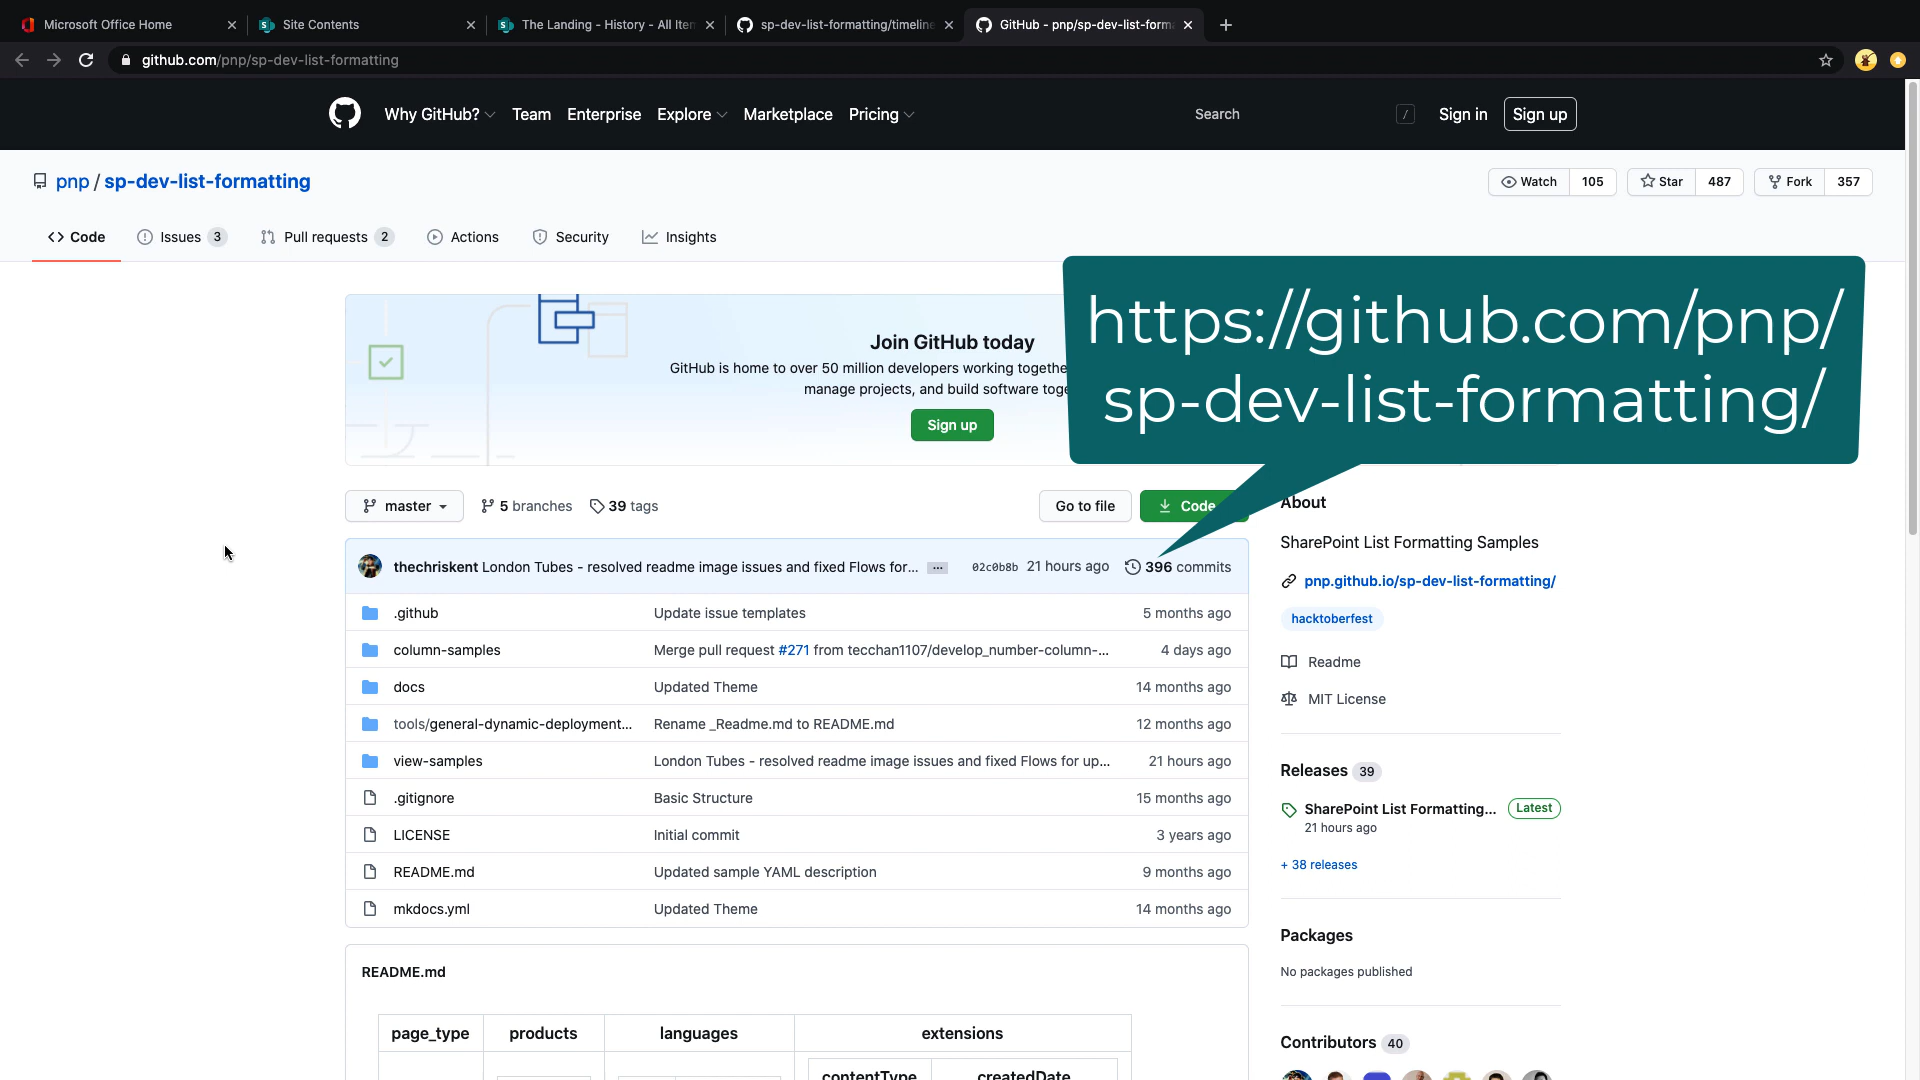 Microsoft Office Home
Site Contents
The Landing - History - All Iter
sp-dev-list-formatting/timeline
GitHub - pnp/sp-dev-list-form
github.com/pnp/sp-dev-list-formatting
Why GitHub?
Team
Enterprise
Explore
Marketplace
Pricing
Search
/
Sign in
Sign up
pnp / sp-dev-list-formatting
Watch 105
Star 487
Fork 357
Code
Issues 3
Pull requests 2
Actions
Security
Insights
https://github.com/pnp/
sp-dev-list-formatting/
Join GitHub today
GitHub is home to over 50 million developers working togethe
manage projects, and build software toge
Sign up
master
5 branches
39 tags
Go to file
Code
thechriskent London Tubes - resolved readme image issues and fixed Flows for... ... 02c0b8b 21 hours ago 396 commits
.github Update issue templates 5 months ago
column-samples Merge pull request #271 from tecchan1107/develop_number-column-... 4 days ago
docs Updated Theme 14 months ago
tools/general-dynamic-deployment... Rename _Readme.md to README.md 12 months ago
view-samples London Tubes - resolved readme image issues and fixed Flows for up... 21 hours ago
.gitignore Basic Structure 15 months ago
LICENSE Initial commit 3 years ago
README.md Updated sample YAML description 9 months ago
mkdocs.yml Updated Theme 14 months ago
README.md
page_type products languages extensions
contentType createdDate
About
SharePoint List Formatting Samples
pnp.github.io/sp-dev-list-formatting/
hacktoberfest
Readme
MIT License
Releases 39
SharePoint List Formatting... Latest
21 hours ago
+ 38 releases
Packages
No packages published
Contributors 40